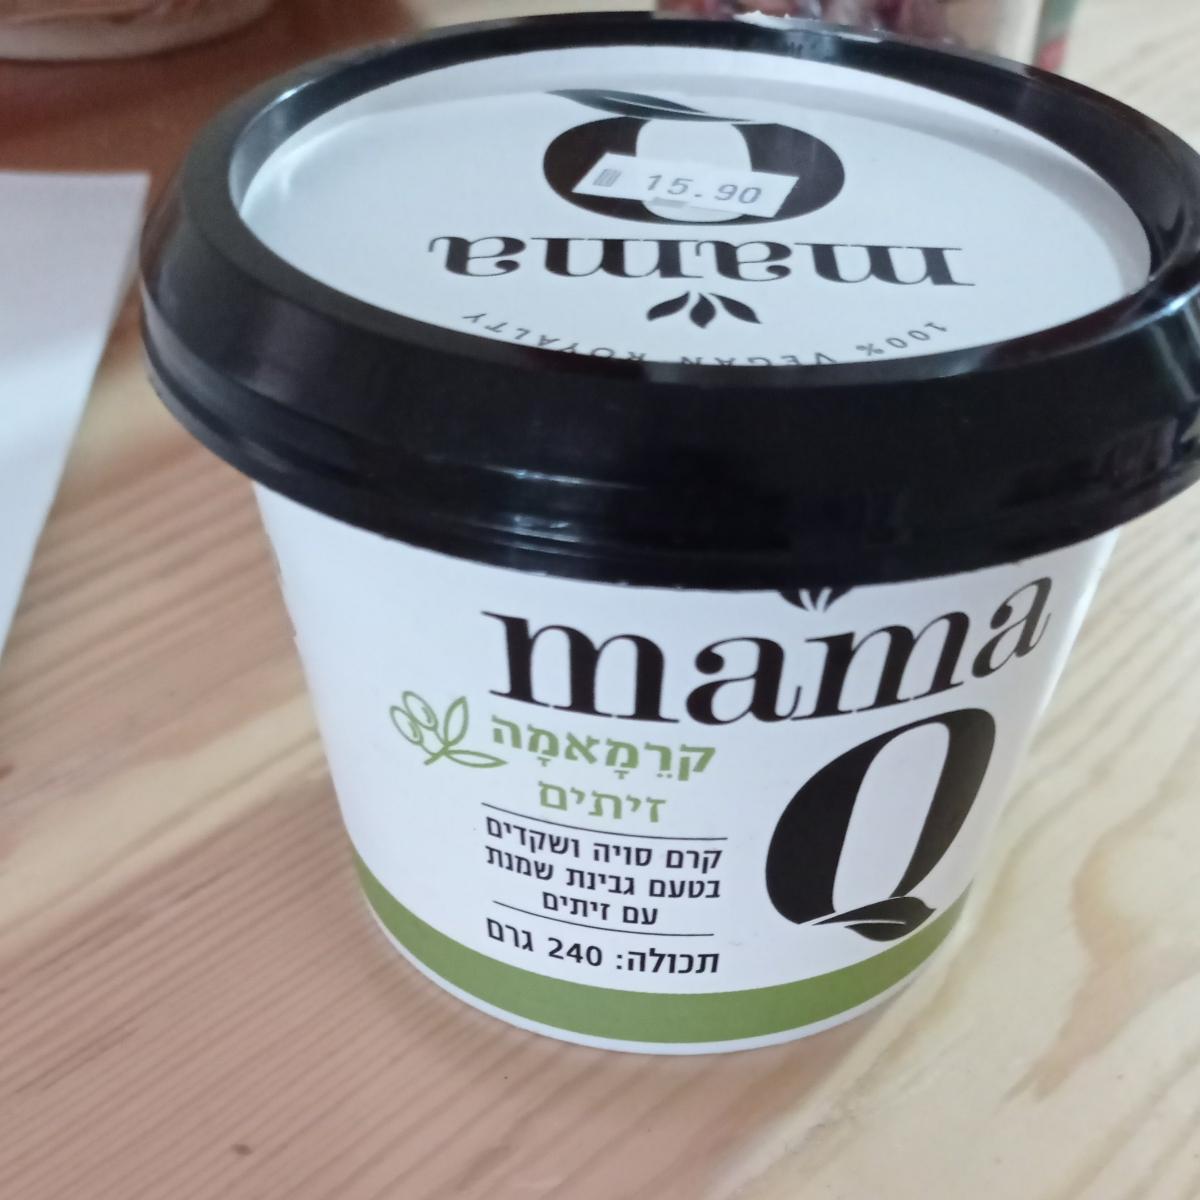 15.90
mama
100% VEGAN ROYALTY
mama
Q
קרֵמָאמָה
זיתים
קרם סויה ושקדים
בטעם גבינת שמנת
עם זיתים
תכולה: 240 גרם